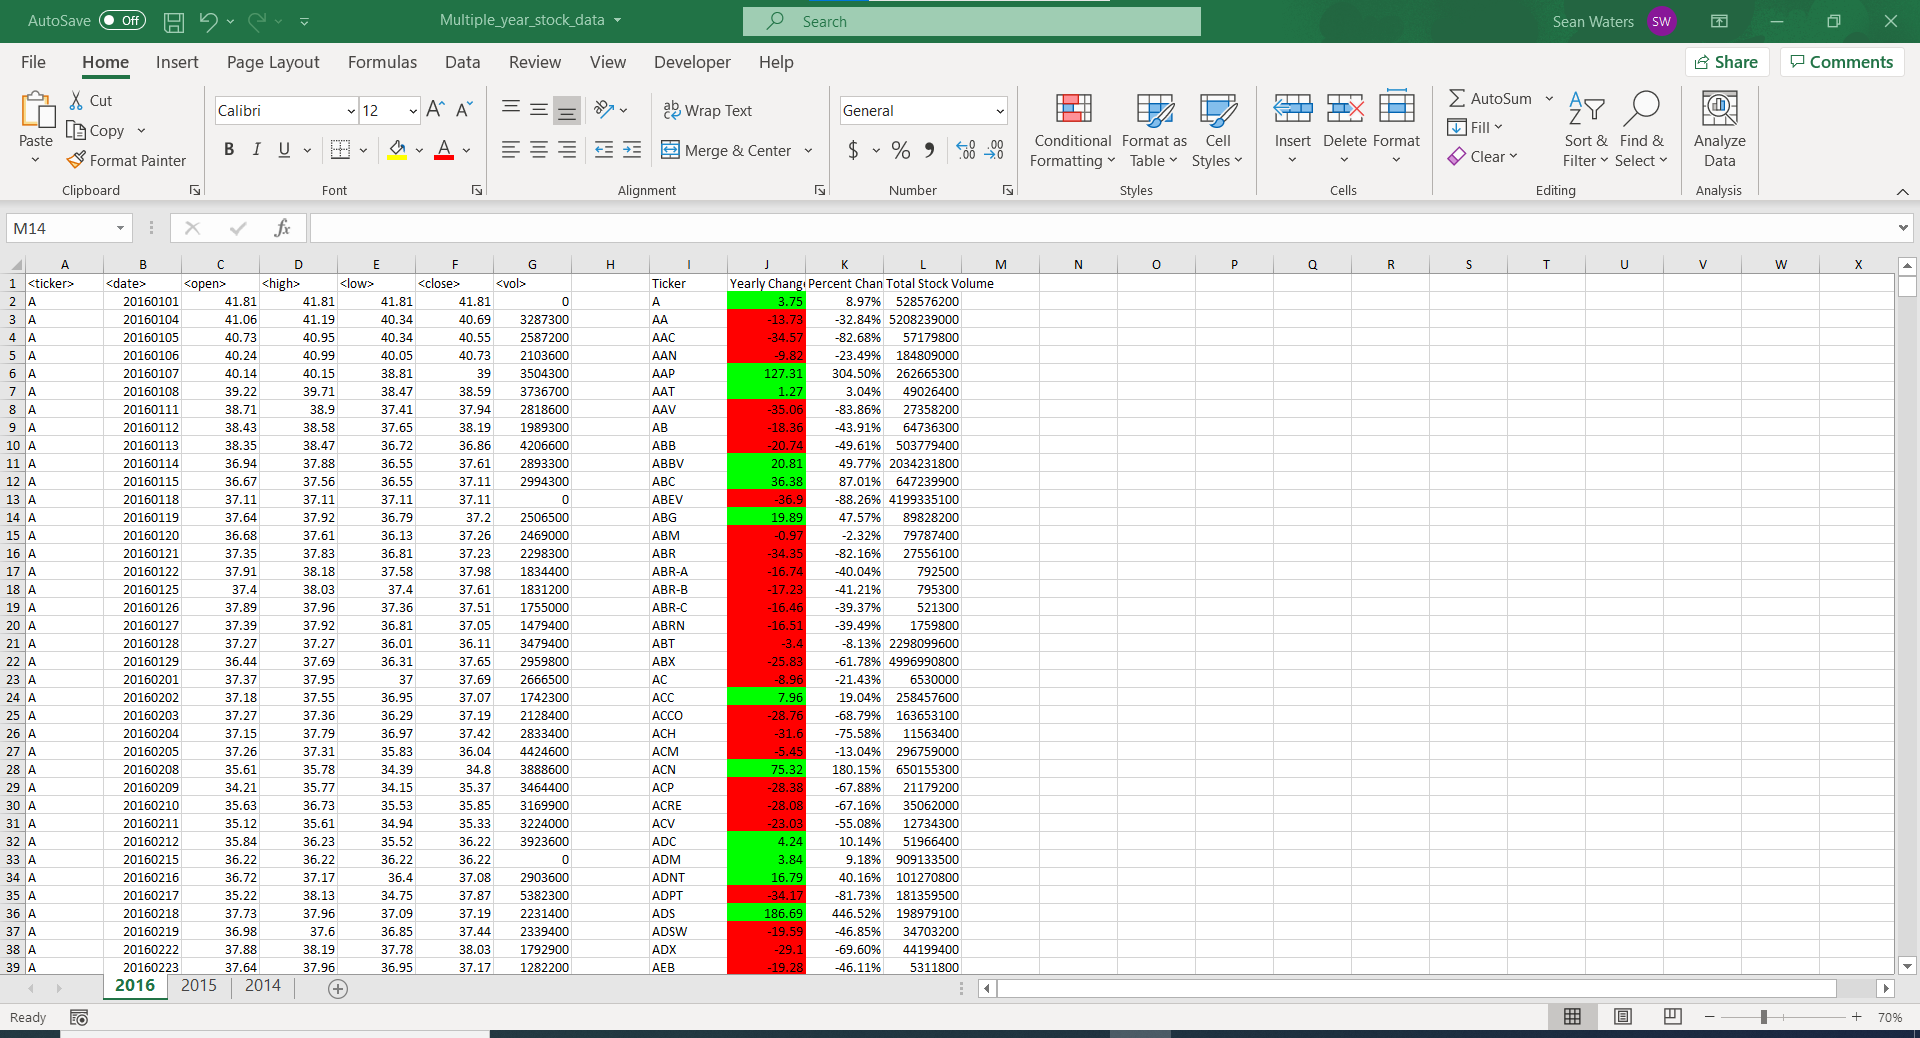 AutoSave Off Multiple_year_stock_data Search Sean Waters SW
File Home Insert Page Layout Formulas Data Review View Developer Help Share Comments
Paste Cut Copy Format Painter Clipboard
Calibri 12 A A B I U A Font
Wrap Text Merge & Center Alignment
General $ % Number
Conditional Formatting Format as Table Cell Styles Styles
Insert Delete Format Cells
AutoSum Fill Clear Sort & Filter Find & Select Editing
Analyze Data Analysis
M14 fx
A B C D E F G H I J K L M N O P Q R S T U V W X
1 <ticker> <date> <open> <high> <low> <close> <vol> Ticker Yearly Change Percent Chan Total Stock Volume
2 A 20160101 41.81 41.81 41.81 41.81 0 A 3.75 8.97% 528576200
3 A 20160104 41.06 41.19 40.34 40.69 3287300 AA -13.73 -32.84% 5208239000
4 A 20160105 40.73 40.95 40.34 40.55 2587200 AAC -34.57 -82.68% 57179800
5 A 20160106 40.24 40.99 40.05 40.73 2103600 AAN -9.82 -23.49% 184809000
6 A 20160107 40.14 40.15 38.81 39 3504300 AAP 127.31 304.50% 262665300
7 A 20160108 39.22 39.71 38.47 38.59 3736700 AAT 1.27 3.04% 49026400
8 A 20160111 38.71 38.9 37.41 37.94 2818600 AAV -35.06 -83.86% 27358200
9 A 20160112 38.43 38.58 37.65 38.19 1989300 AB -18.36 -43.91% 64736300
10 A 20160113 38.35 38.47 36.72 36.86 4206600 ABB -20.74 -49.61% 503779400
11 A 20160114 36.94 37.88 36.55 37.61 2893300 ABBV 20.81 49.77% 2034231800
12 A 20160115 36.67 37.56 36.55 37.11 2994300 ABC 36.38 87.01% 647239900
13 A 20160118 37.11 37.11 37.11 37.11 0 ABEV -36.9 -88.26% 4199335100
14 A 20160119 37.64 37.92 36.79 37.2 2506500 ABG 19.89 47.57% 89828200
15 A 20160120 36.68 37.61 36.13 37.26 2469000 ABM -0.97 -2.32% 79787400
16 A 20160121 37.35 37.83 36.81 37.23 2298300 ABR -34.35 -82.16% 27556100
17 A 20160122 37.91 38.18 37.58 37.98 1834400 ABR-A -16.74 -40.04% 792500
18 A 20160125 37.4 38.03 37.4 37.61 1831200 ABR-B -17.23 -41.21% 795300
19 A 20160126 37.89 37.96 37.36 37.51 1755000 ABR-C -16.46 -39.37% 521300
20 A 20160127 37.39 37.92 36.81 37.05 1479400 ABRN -16.51 -39.49% 1759800
21 A 20160128 37.27 37.27 36.01 36.11 3479400 ABT -3.4 -8.13% 2298099600
22 A 20160129 36.44 37.69 36.31 37.65 2959800 ABX -25.83 -61.78% 4996990800
23 A 20160201 37.37 37.95 37 37.69 2666500 AC -8.96 -21.43% 6530000
24 A 20160202 37.18 37.55 36.95 37.07 1742300 ACC 7.96 19.04% 258457600
25 A 20160203 37.27 37.36 36.29 37.19 2128400 ACCO -28.76 -68.79% 163653100
26 A 20160204 37.15 37.79 36.97 37.42 2833400 ACH -31.6 -75.58% 11563400
27 A 20160205 37.26 37.31 35.83 36.04 4424600 ACM -5.45 -13.04% 296759000
28 A 20160208 35.61 35.78 34.39 34.8 3888600 ACN 75.32 180.15% 650155300
29 A 20160209 34.21 35.77 34.15 35.37 3464400 ACP -28.38 -67.88% 21179200
30 A 20160210 35.63 36.73 35.53 35.85 3169900 ACRE -28.08 -67.16% 35062000
31 A 20160211 35.12 35.61 34.94 35.33 3224000 ACV -23.03 -55.08% 12734300
32 A 20160212 35.84 36.23 35.52 36.22 3923600 ADC 4.24 10.14% 51966400
33 A 20160215 36.22 36.22 36.22 36.22 0 ADM 3.84 9.18% 909133500
34 A 20160216 36.72 37.17 36.4 37.08 2903600 ADNT 16.79 40.16% 101270800
35 A 20160217 35.22 38.13 34.75 37.87 5382300 ADPT -34.17 -81.73% 181359500
36 A 20160218 37.73 37.96 37.09 37.19 2231400 ADS 186.69 446.52% 198979100
37 A 20160219 36.98 37.6 36.85 37.44 2339400 ADSW -19.59 -46.85% 34703200
38 A 20160222 37.88 38.19 37.78 38.03 1792900 ADX -29.1 -69.60% 44199400
39 A 20160223 37.64 37.96 36.95 37.17 1282200 AEB -19.28 -46.11% 5311800
2016 2015 2014
Ready 70%